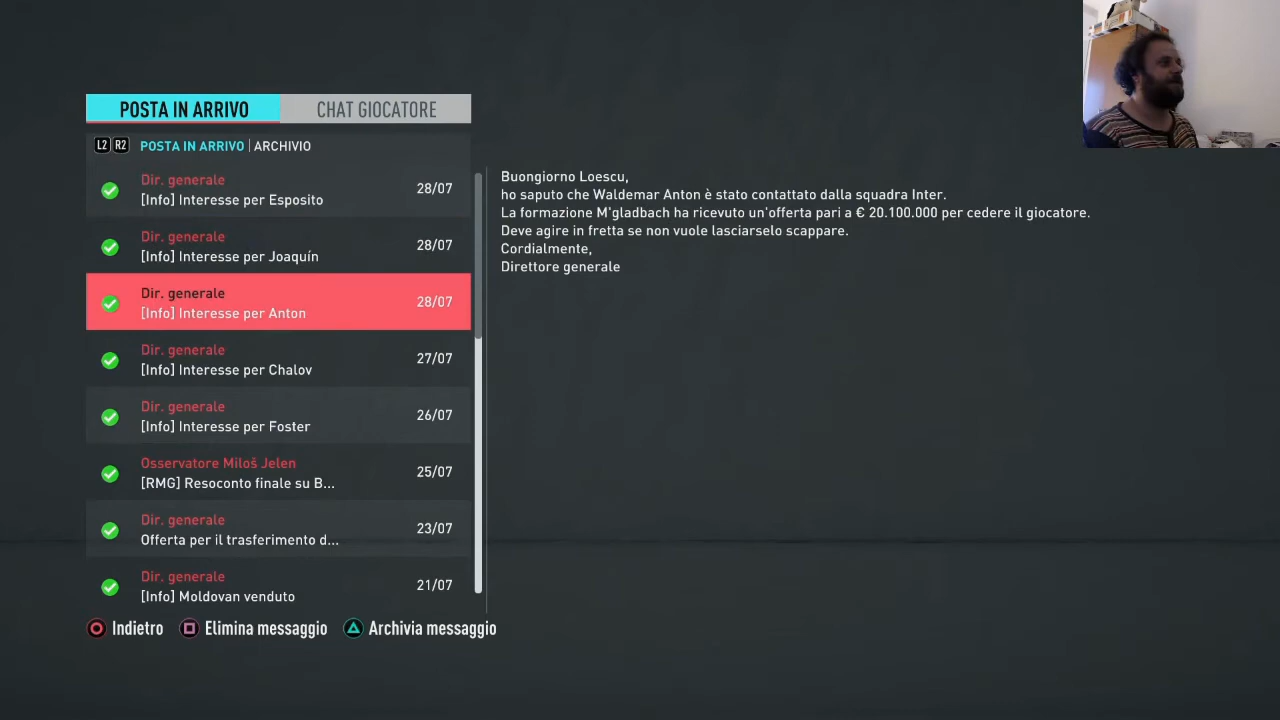 POSTA IN ARRIVO
CHAT GIOCATORE
L2 R2 POSTA IN ARRIVO | ARCHIVIO
Dir. generale
[Info] Interesse per Esposito
28/07
Dir. generale
[Info] Interesse per Joaquín
28/07
Dir. generale
[Info] Interesse per Anton
28/07
Dir. generale
[Info] Interesse per Chalov
27/07
Dir. generale
[Info] Interesse per Foster
26/07
Osservatore Miloš Jelen
[RMG] Resoconto finale su B...
25/07
Dir. generale
Offerta per il trasferimento d...
23/07
Dir. generale
[Info] Moldovan venduto
21/07
Buongiorno Loescu,
ho saputo che Waldemar Anton è stato contattato dalla squadra Inter.
La formazione M'gladbach ha ricevuto un'offerta pari a € 20.100.000 per cedere il giocatore.
Deve agire in fretta se non vuole lasciarselo scappare.
Cordialmente,
Direttore generale
Indietro
Elimina messaggio
Archivia messaggio